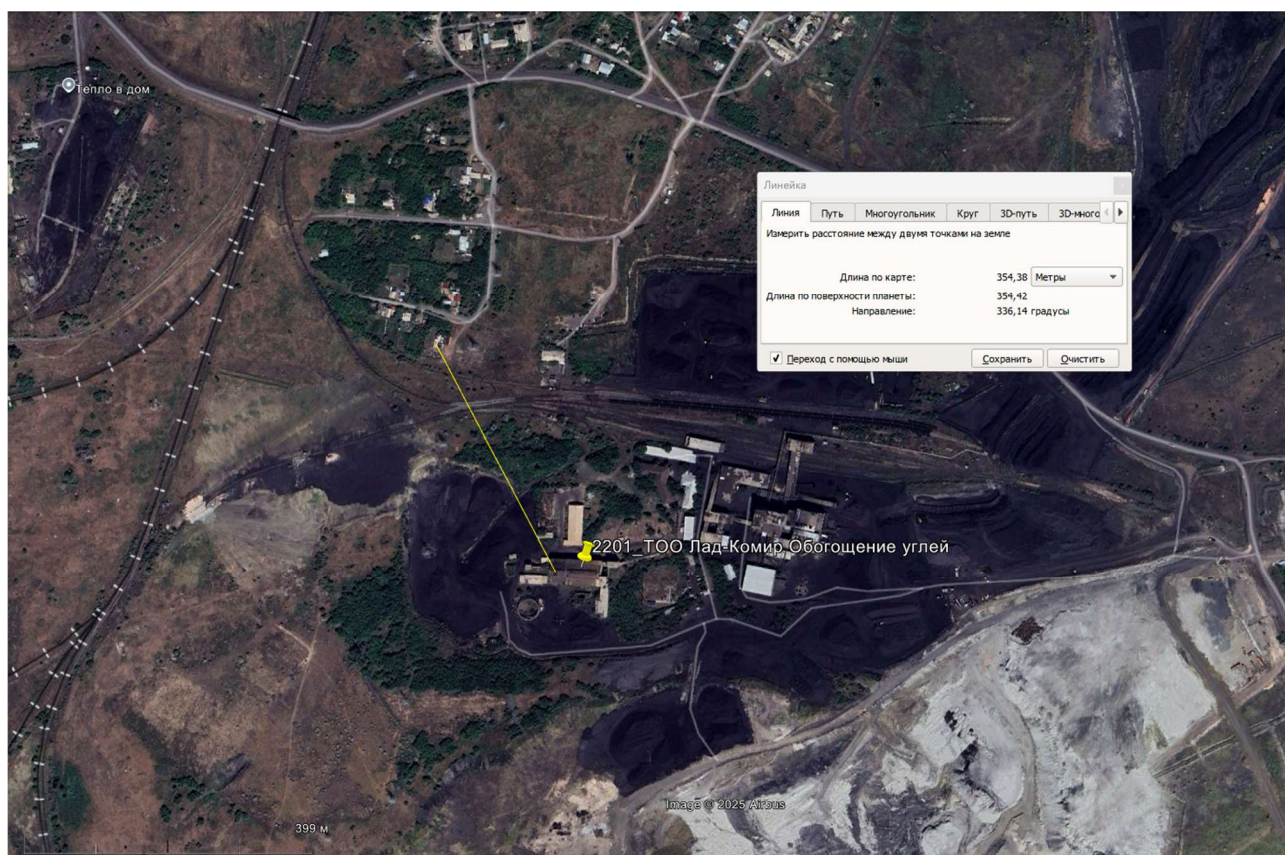 Тепло в дом
Линейка
Линия Путь Многоугольник Круг 3D-путь 3D-много
Измерить расстояние между двумя точками на земле
Длина по карте: 354,38 Метры
Длина по поверхности планеты: 354,42
Направление: 336,14 градусы
Переход с помощью мыши Сохранить Очистить
2201_ТОО Лад-Комир Обогощение углей
Image © 2025 Airbus
399 м